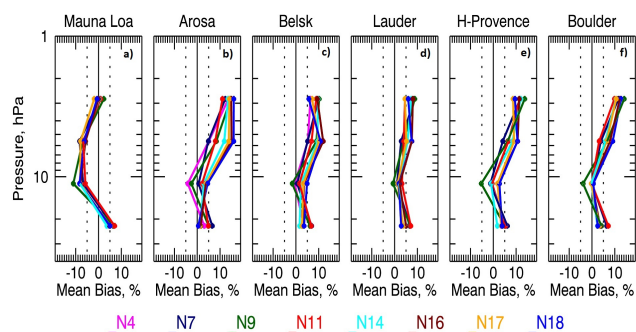 Mauna Loa Arosa Belsk Lauder H-Provence Boulder
1
a) b) c) d) e) f)
Pressure, hPa
10
-10 0 10 -10 0 10 -10 0 10 -10 0 10 -10 0 10 -10 0 10
Mean Bias, % Mean Bias, % Mean Bias, % Mean Bias, % Mean Bias, % Mean Bias, %
N4 N7 N9 N11 N14 N16 N17 N18